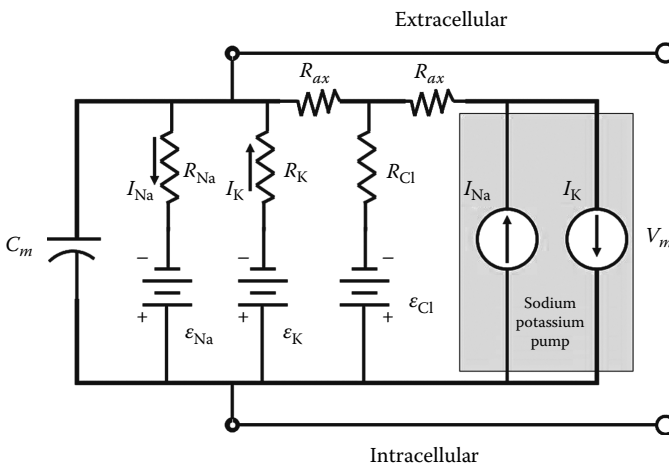 Extracellular
R_ax
R_ax
I_Na
R_Na
I_K
R_K
R_Cl
I_Na
I_K
C_m
V_m
−
−
−
+
+
+
ε_Na
ε_K
ε_Cl
Sodium
potassium
pump
Intracellular